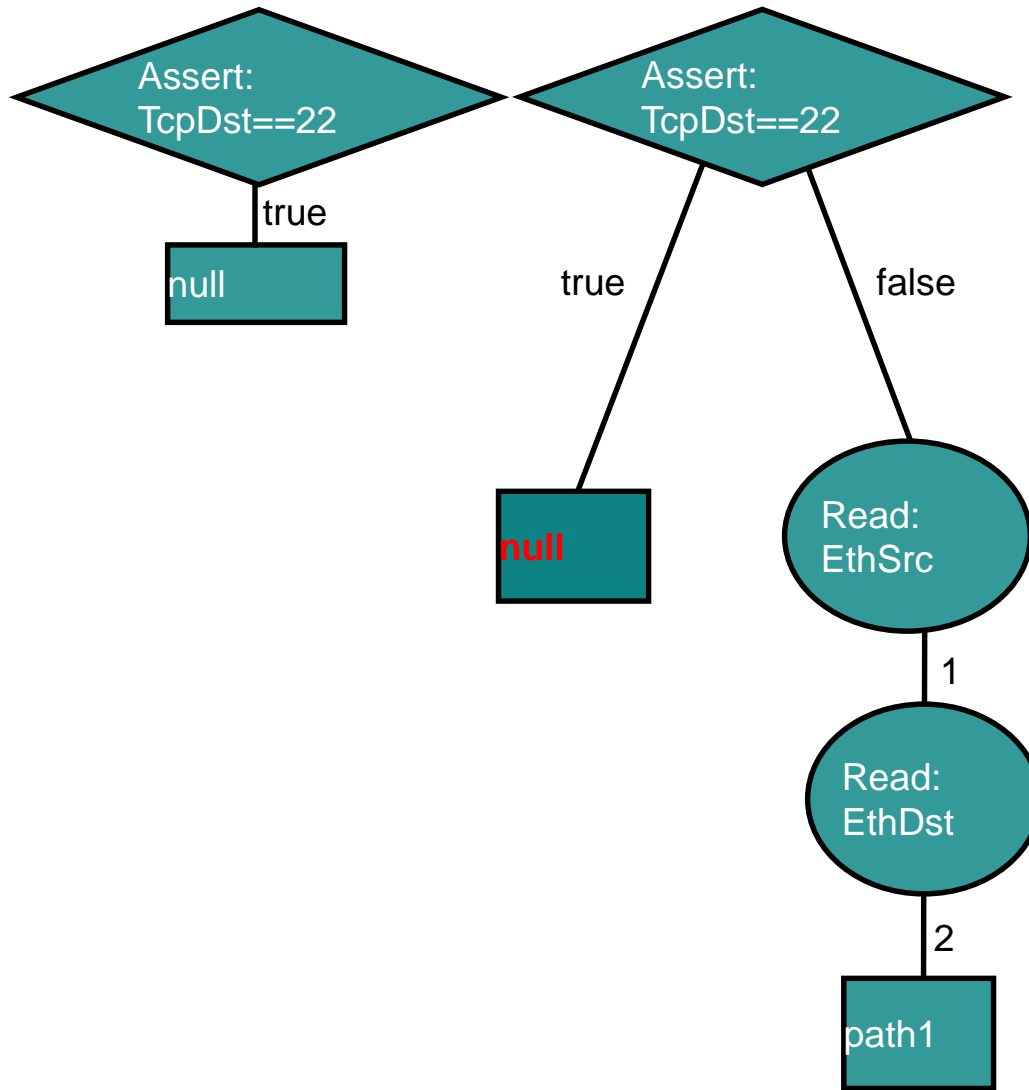 Assert:
TcpDst==22
true
null
Assert:
TcpDst==22
true
false
null
Read:
EthSrc
1
Read:
EthDst
2
path1